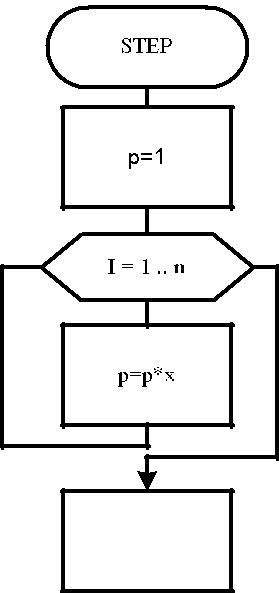 STEP
p=1
I = 1 .. n
p=p*x